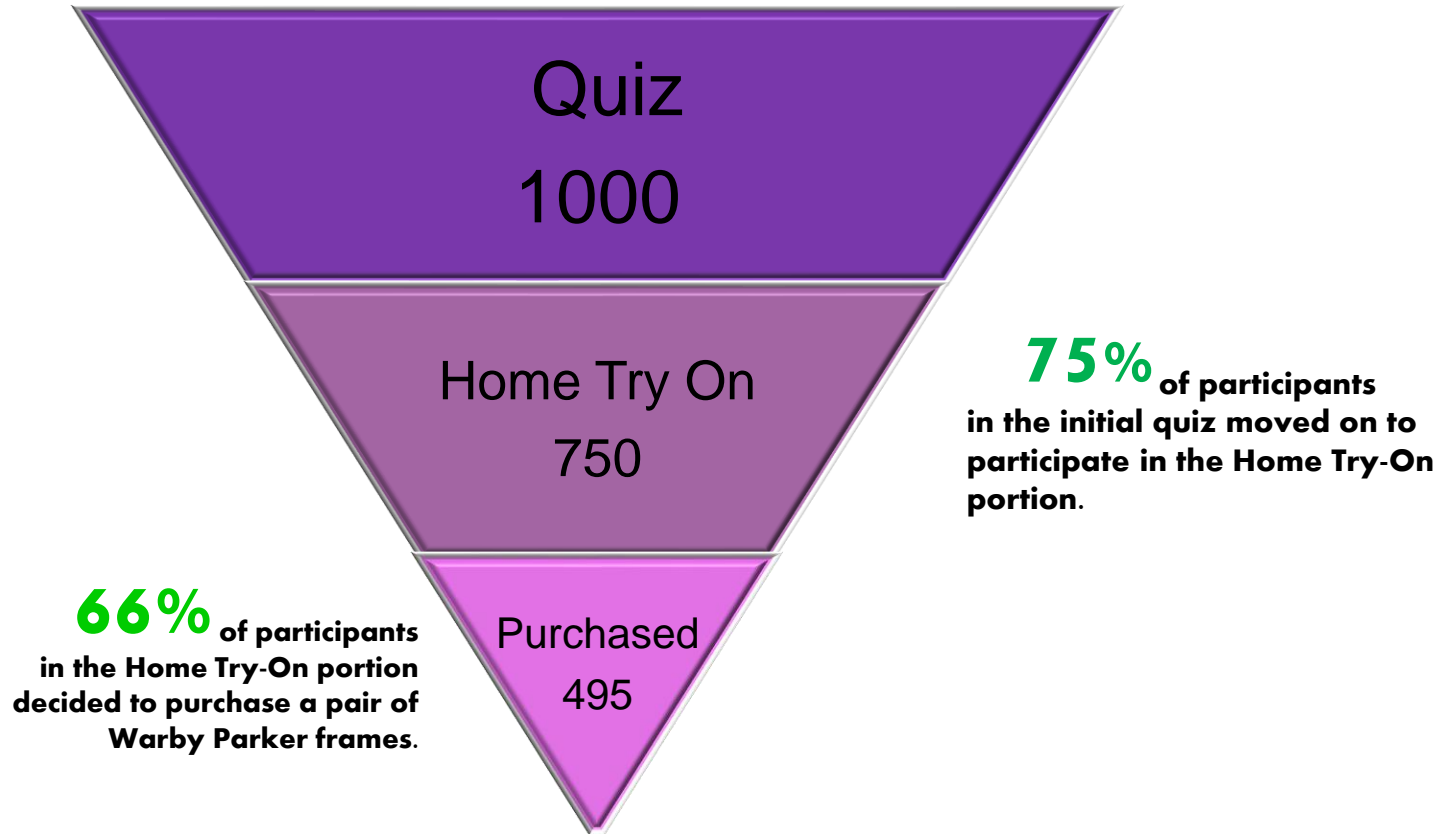 Quiz
1000
Home Try On
750
75% of participants
in the initial quiz moved on to
participate in the Home Try-On
portion.
Purchased
495
66% of participants
in the Home Try-On portion
decided to purchase a pair of
Warby Parker frames.